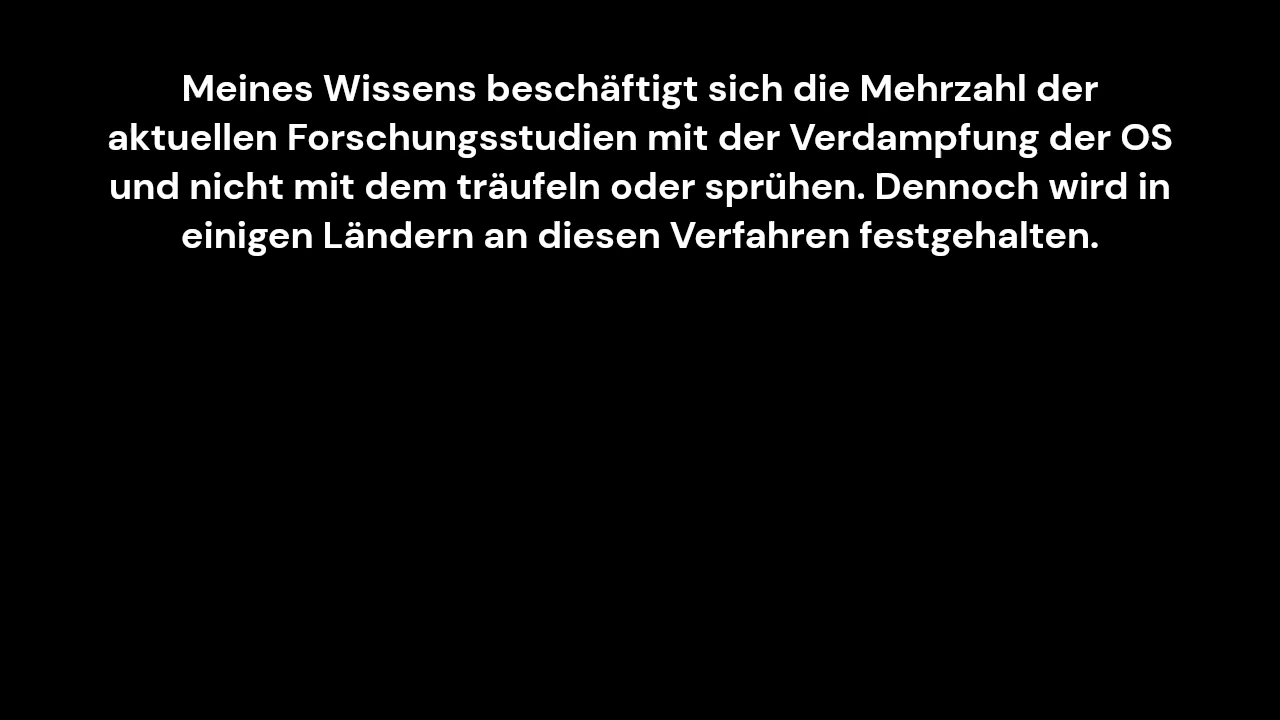 Meines Wissens beschäftigt sich die Mehrzahl der
aktuellen Forschungsstudien mit der Verdampfung der OS
und nicht mit dem träufeln oder sprühen. Dennoch wird in
einigen Ländern an diesen Verfahren festgehalten.